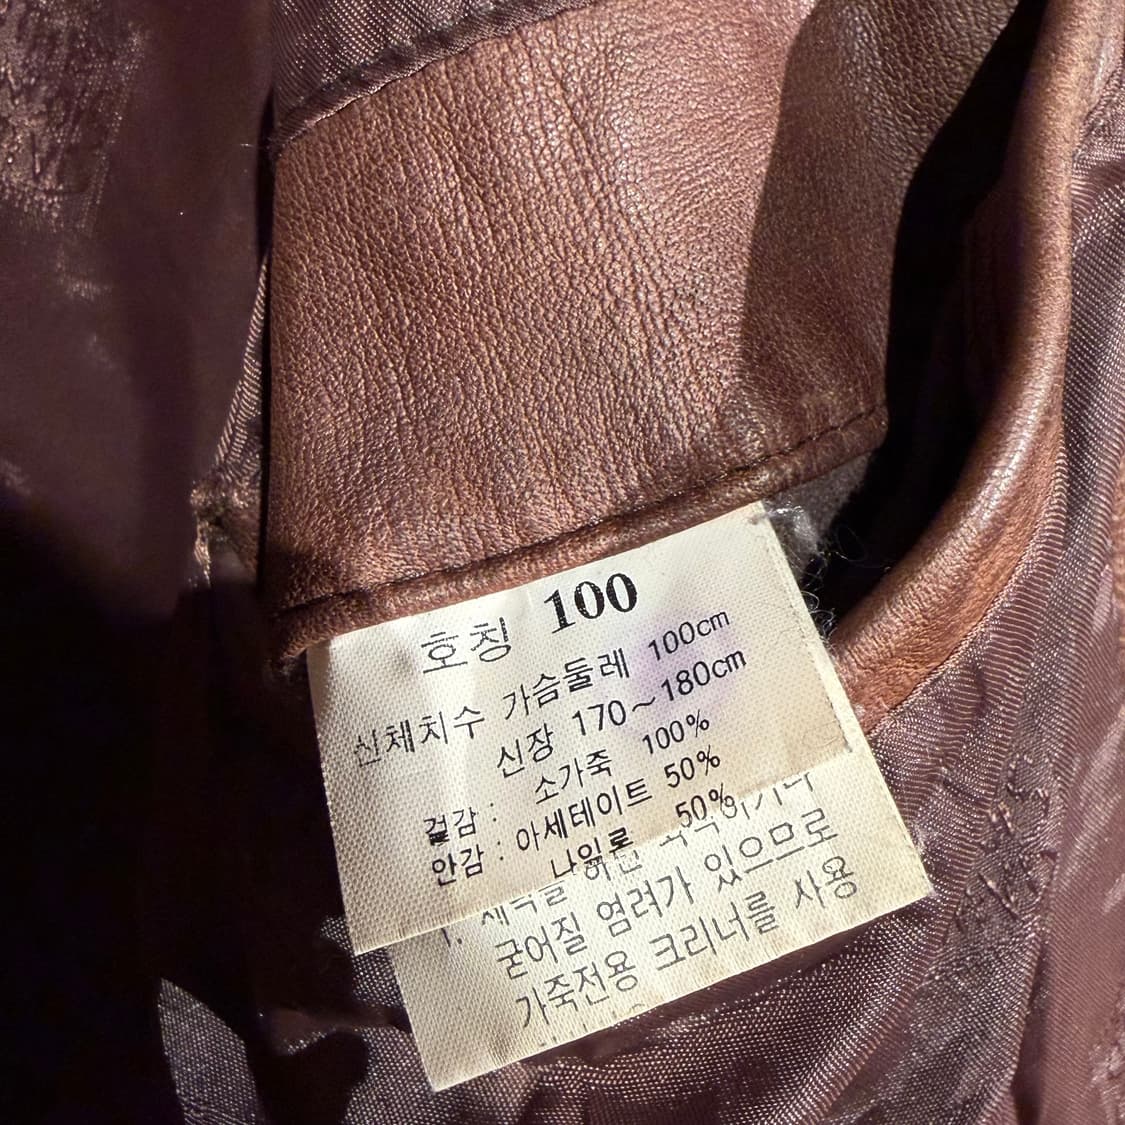 호칭 100
신체치수 가슴둘레 100cm
신장 170~180cm
겉감: 소가죽 100%
안감: 아세테이트 50%
나일론 50%
1.
굳어질 염려가 있으므로
가죽전용 크리너를 사용